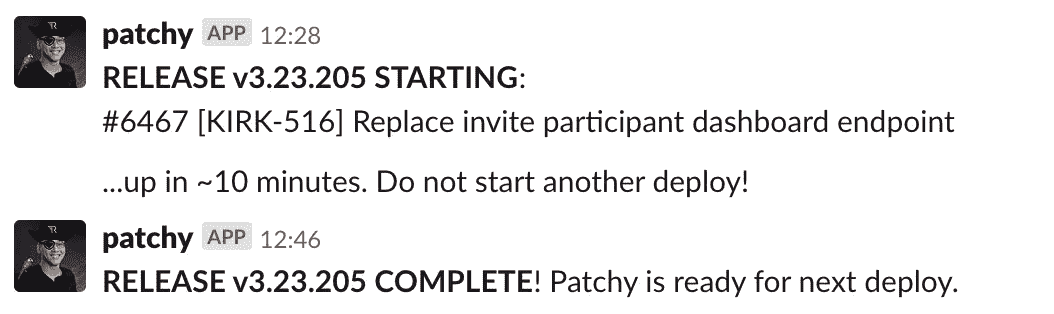 patchy APP 12:28
RELEASE v3.23.205 STARTING:
#6467 [KIRK-516] Replace invite participant dashboard endpoint
...up in ~10 minutes. Do not start another deploy!
patchy APP 12:46
RELEASE v3.23.205 COMPLETE! Patchy is ready for next deploy.